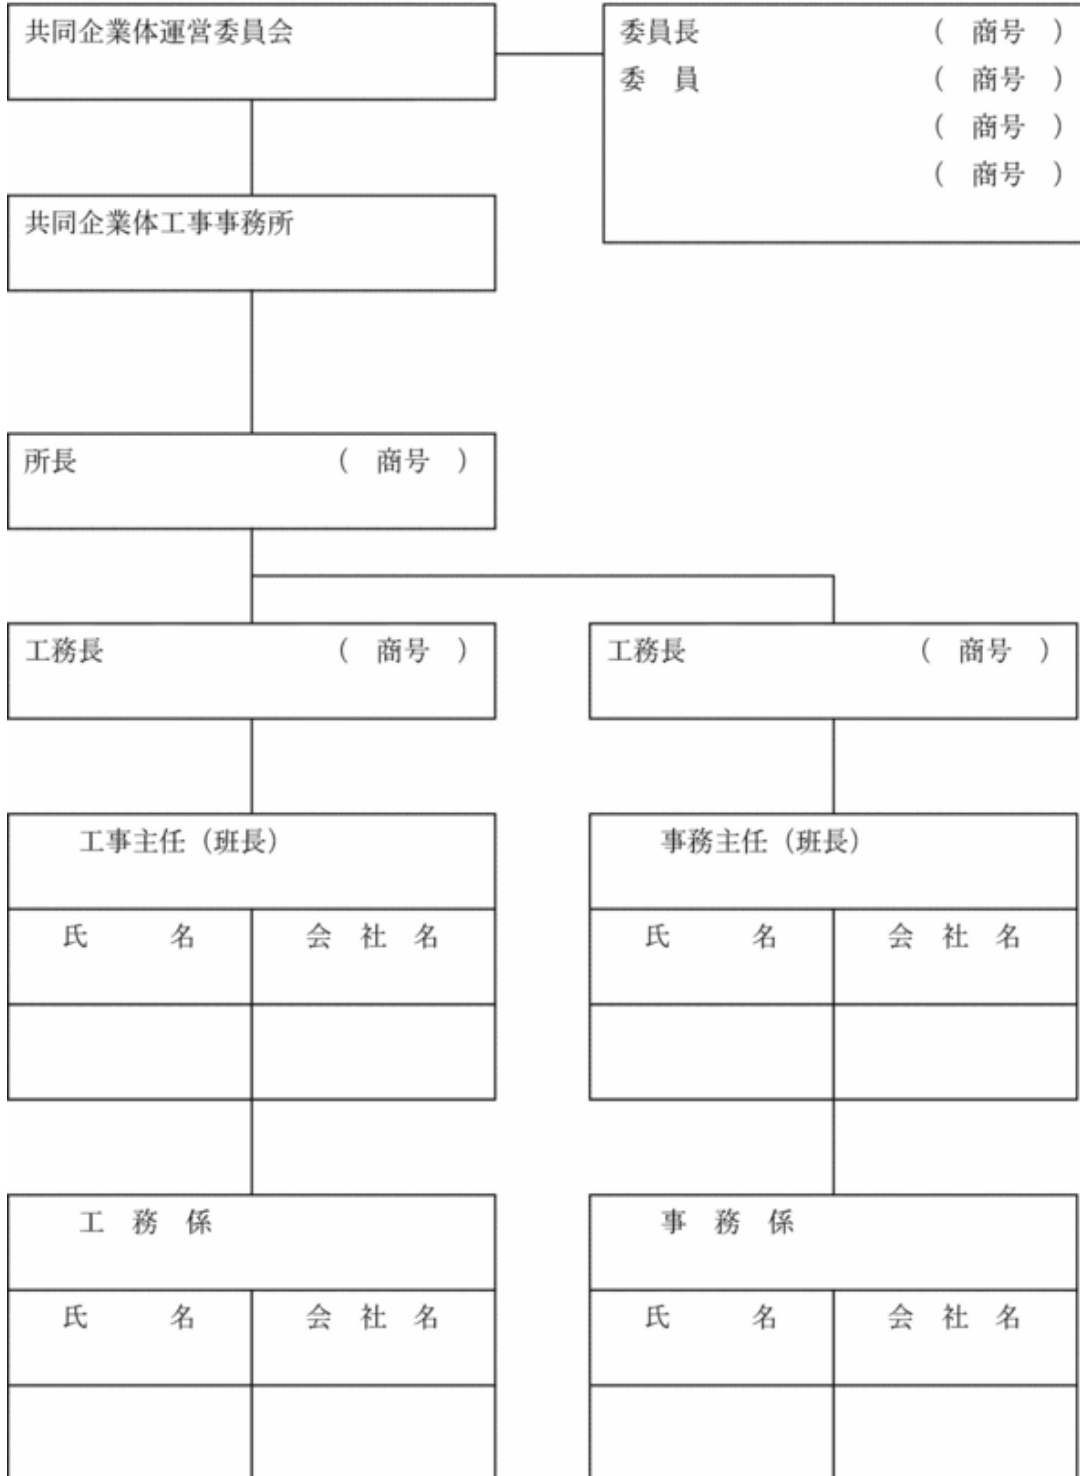 共同企業体運営委員会
委員長 （　商号　）
委　員 （　商号　）
（　商号　）
（　商号　）
共同企業体工事事務所
所長 （　商号　）
工務長 （　商号　）
工務長 （　商号　）
工事主任（班長）
氏　　　名 会　社　名
事務主任（班長）
氏　　　名 会　社　名
工　務　係
氏　　　名 会　社　名
事　務　係
氏　　　名 会　社　名